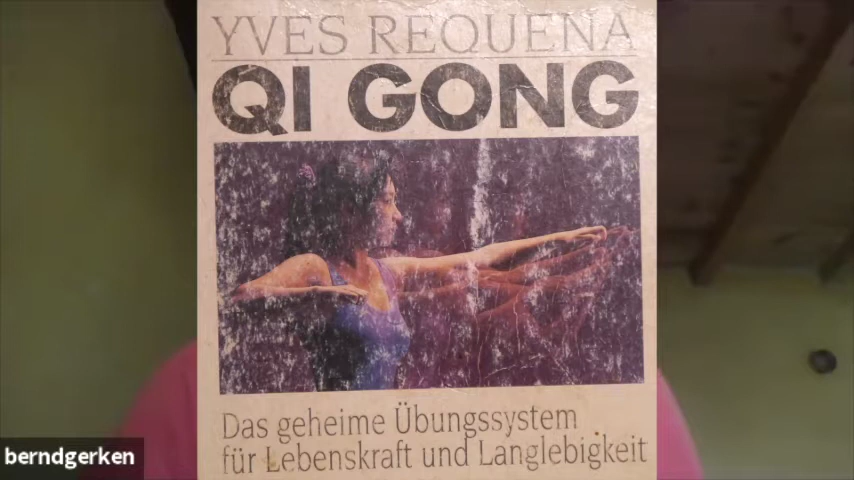 YVES REQUENA
QI GONG
Das geheime Übungssystem
für Lebenskraft und Langlebigkeit
berndgerken